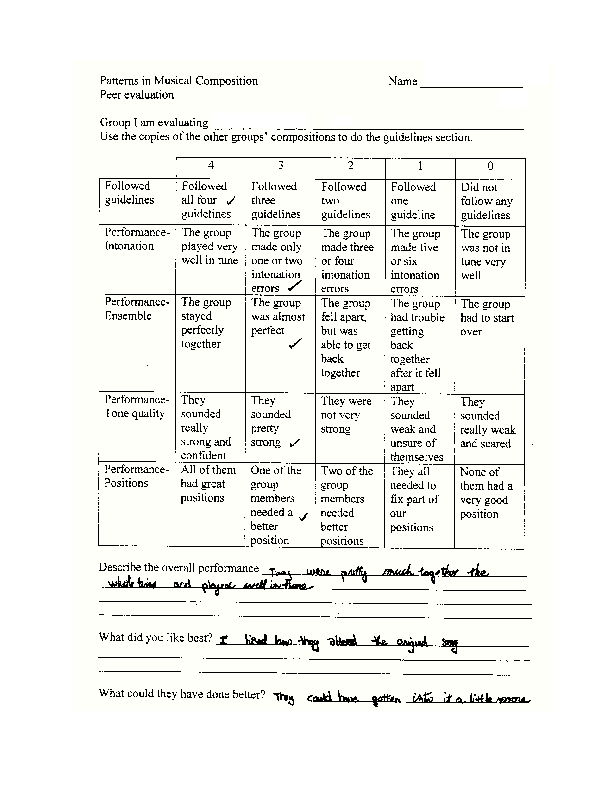 Patterns in Musical Composition Name
Peer evaluation
Group I am evaluating
Use the copies of the other groups' compositions to do the guidelines section.
4 3 2 1 0
Followed guidelines
Followed all four guidelines ✓
Followed three guidelines
Followed two guidelines
Followed one guideline
Did not follow any guidelines
Performance-Intonation
The group played very well in tune
The group made only one or two intonation errors ✓
The group made three or four intonation errors
The group made five or six intonation errors
The group was not in tune very well
Performance-Ensemble
The group stayed perfectly together
The group was almost perfect ✓
The group fell apart, but was able to get back together
The group had trouble getting back together after it fell apart
The group had to start over
Performance-Tone quality
They sounded really strong and confident
They sounded pretty strong ✓
They were not very strong
They sounded weak and unsure of themselves
They sounded really weak and scared
Performance-Positions
All of them had great positions
One of the group members needed a better position ✓
Two of the group members needed better positions
They all needed to fix part of our positions
None of them had a very good position
Describe the overall performance They were pretty much together the
whole time and played well in tune
What did you like best? I liked how they altered the original song
What could they have done better? They could have gotten into it a little more